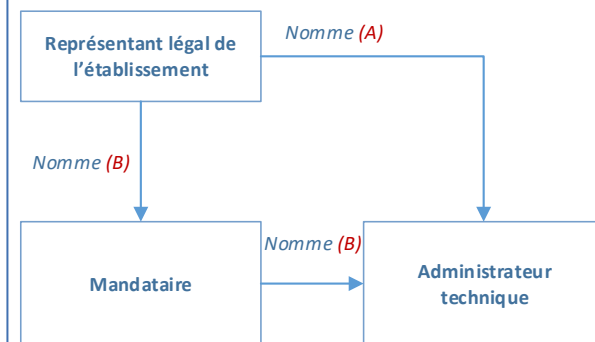 Représentant légal de
l'établissement
Nomme (A)
Nomme (B)
Mandataire
Nomme (B)
Administrateur
technique